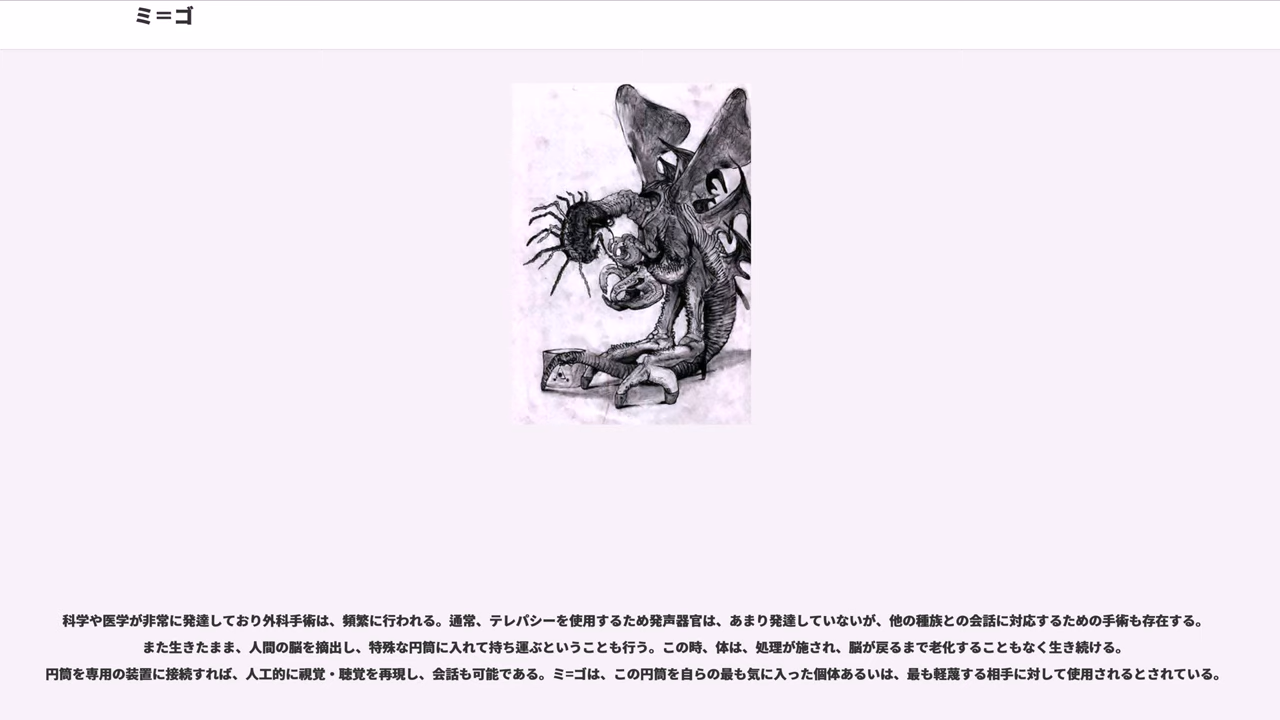 ミ＝ゴ
科学や医学が非常に発達しており外科手術は、頻繁に行われる。通常、テレパシーを使用するため発声器官は、あまり発達していないが、他の種族との会話に対応するための手術も存在する。
また生きたまま、人間の脳を摘出し、特殊な円筒に入れて持ち運ぶということも行う。この時、体は、処理が施され、脳が戻るまで老化することもなく生き続ける。
円筒を専用の装置に接続すれば、人工的に視覚・聴覚を再現し、会話も可能である。ミ=ゴは、この円筒を自らの最も気に入った個体あるいは、最も軽蔑する相手に対して使用されるとされている。